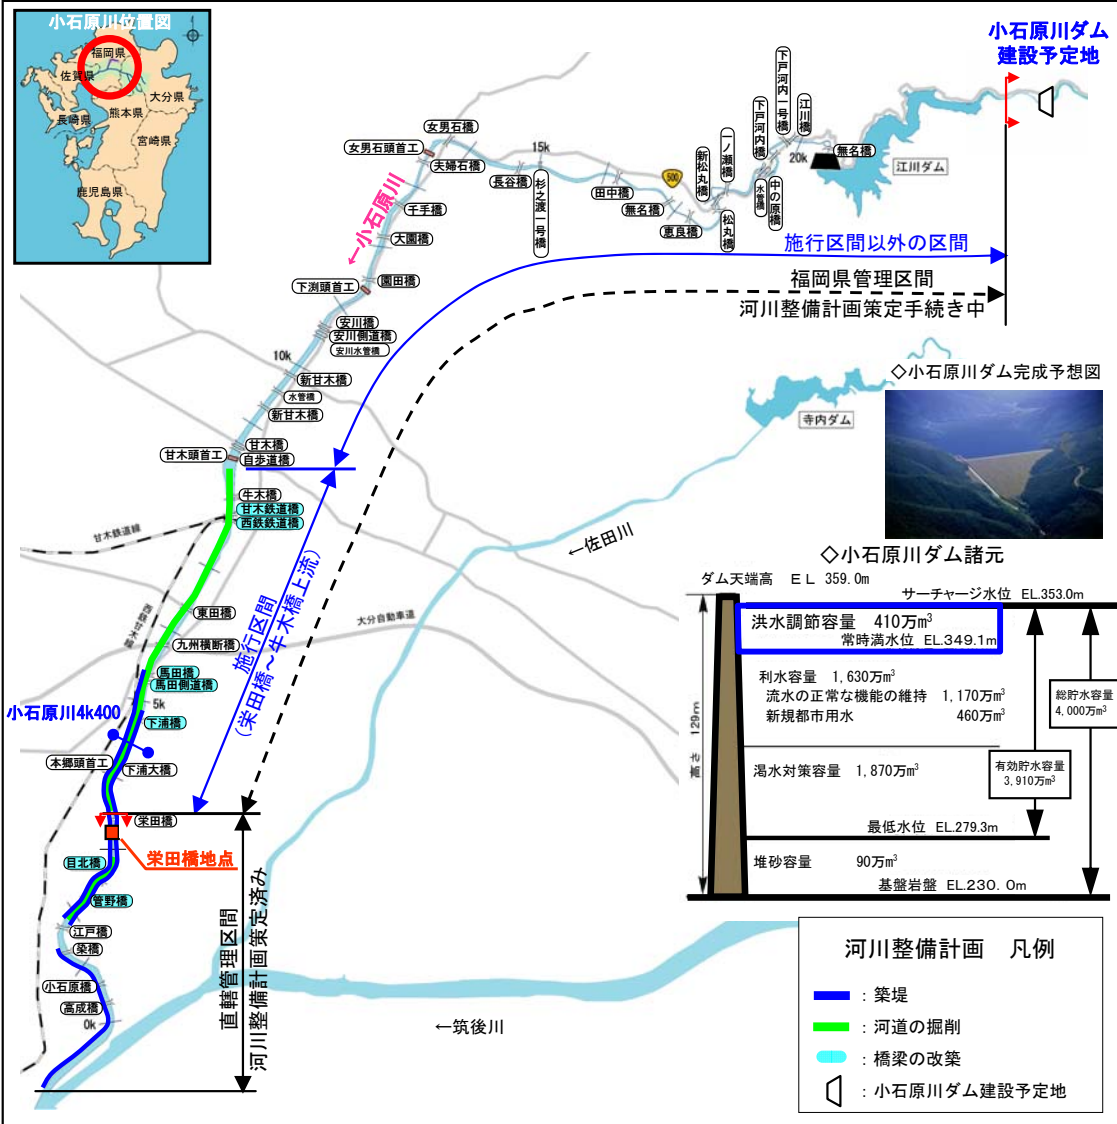 小石原川位置図
福岡県
佐賀県
大分県
長崎県
熊本県
宮崎県
鹿児島県
小石原川ダム
建設予定地
女男石橋
女男石頭首工
夫婦石橋
15k
長谷橋
杉之渡一号橋
田中橋
500
無名橋
恵良橋
新松丸橋
一ノ瀬橋
松丸橋
下戸河内橋
水管橋
中の原橋
下戸河内一号橋
江川橋
20k
無名橋
江川ダム
←小石原川
千手橋
大園橋
園田橋
下渕頭首工
施行区間以外の区間
福岡県管理区間
河川整備計画策定手続き中
安川橋
安川側道橋
安川水管橋
10k
新甘木橋
水管橋
新甘木橋
甘木橋
甘木頭首工
自歩道橋
牛木橋
甘木鉄道橋
西鉄鉄道橋
甘木鉄道線
西鉄甘木線
東田橋
九州横断橋
大分自動車道
馬田橋
馬田側道橋
5k
下浦橋
小石原川4k400
本郷頭首工
下浦大橋
栄田橋
栄田橋地点
目北橋
管野橋
江戸橋
染橋
小石原橋
高成橋
0k
施行区間
(栄田橋～牛木橋上流)
直轄管理区間
河川整備計画策定済み
寺内ダム
←佐田川
←筑後川
◇小石原川ダム完成予想図
◇小石原川ダム諸元
ダム天端高 EL 359.0m
サーチャージ水位 EL.353.0m
洪水調節容量 410万m³
常時満水位 EL.349.1m
利水容量 1,630万m³
流水の正常な機能の維持 1,170万m³
新規都市用水 460万m³
総貯水容量
4,000万m³
有効貯水容量
3,910万m³
渇水対策容量 1,870万m³
高さ 129m
最低水位 EL.279.3m
堆砂容量 90万m³
基盤岩盤 EL.230.0m
河川整備計画 凡例
：築堤
：河道の掘削
：橋梁の改築
：小石原川ダム建設予定地